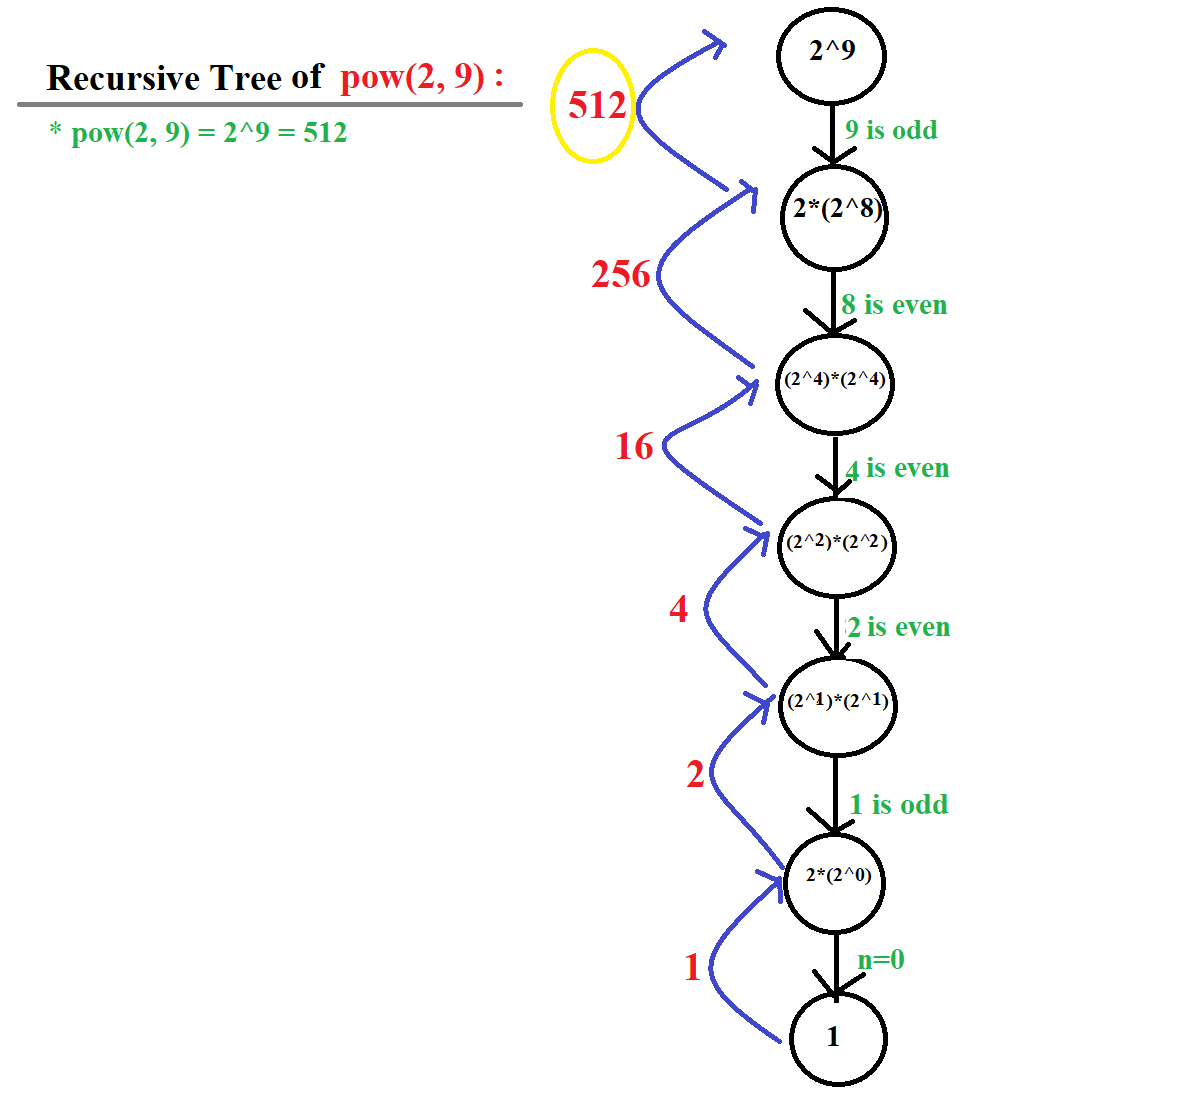 2^9
Recursive Tree of pow(2, 9) :
512
* pow(2, 9) = 2^9 = 512
9 is odd
2*(2^8)
256
8 is even
(2^4)*(2^4)
16
4 is even
(2^2)*(2^2)
4
2 is even
(2^1)*(2^1)
2
1 is odd
2*(2^0)
1
n=0
1